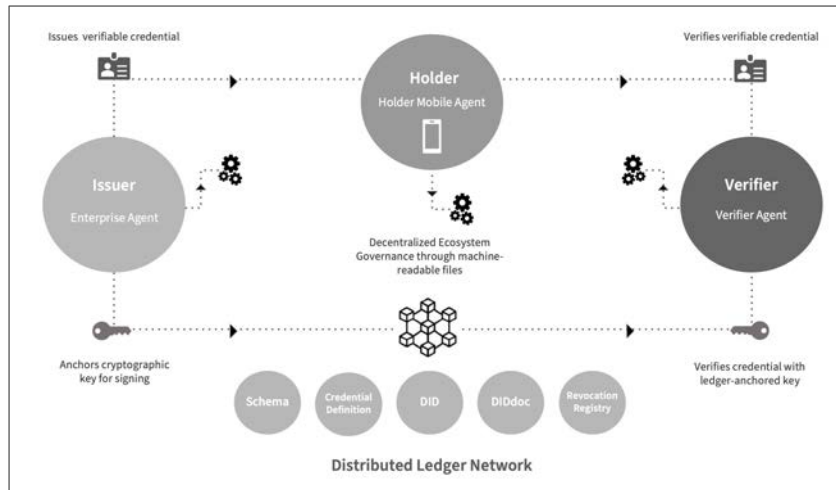 Issues verifiable credential
Verifies verifiable credential
Holder
Holder Mobile Agent
Issuer
Enterprise Agent
Verifier
Verifier Agent
Decentralized Ecosystem
Governance through machine-
readable files
Anchors cryptographic
key for signing
Verifies credential with
ledger-anchored key
Schema
Credential
Definition
DID
DIDdoc
Revocation
Registry
Distributed Ledger Network